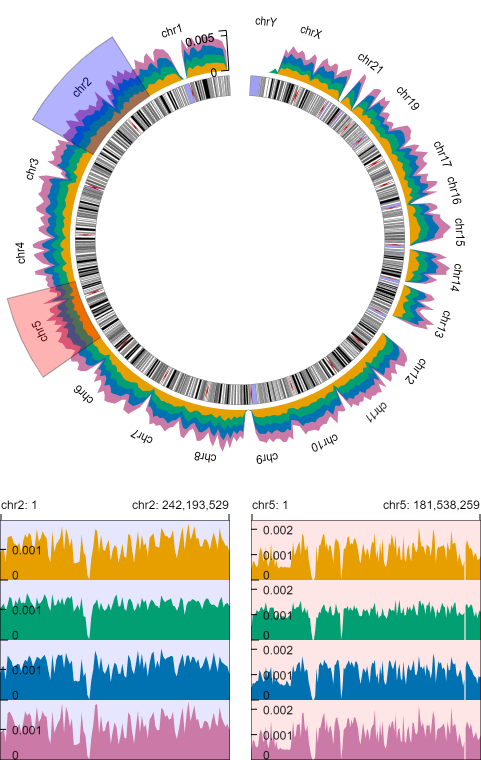 chr1
0.005
0
chrY
chrX
chr21
chr19
chr17
chr16
chr15
chr14
chr13
chr12
chr11
chr10
chr9
chr8
chr7
chr6
chr5
chr4
chr3
chr2
chr2: 1
chr2: 242,193,529
0.001
0
0.001
0
0.001
0
0.001
0
chr5: 1
chr5: 181,538,259
0.002
0.001
0
0.002
0.001
0
0.002
0.001
0
0.002
0.001
0